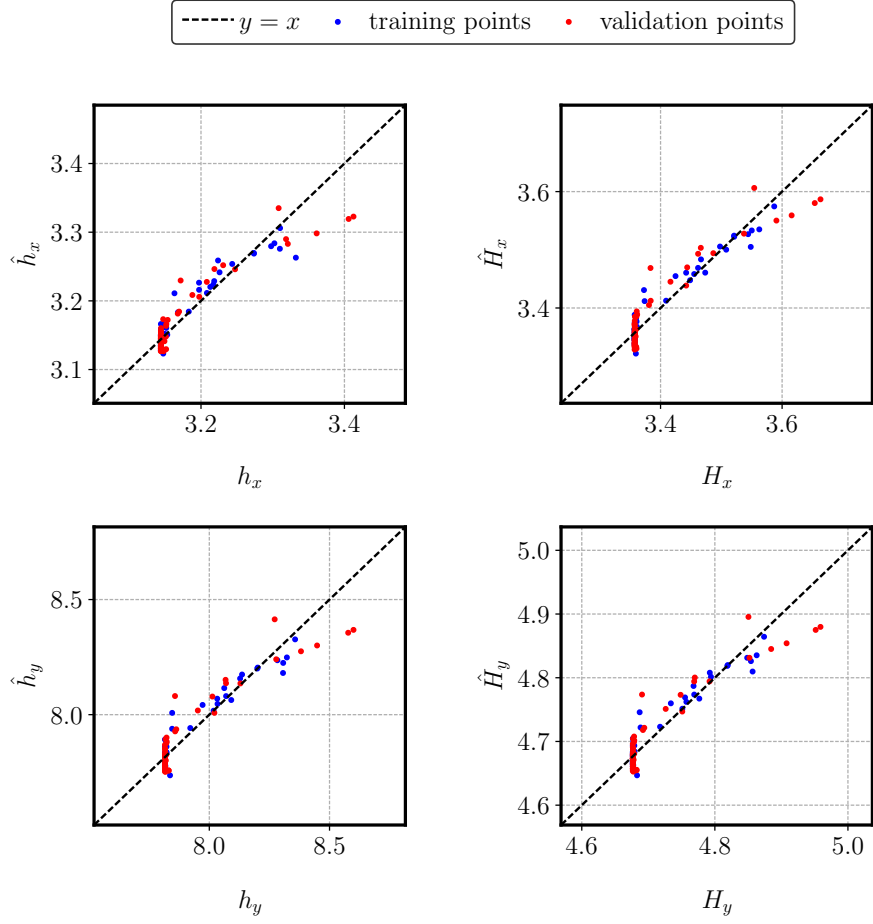 y = x training points validation points
3.4
3.3
3.2
3.1
ĥ_x
3.2 3.4
h_x
3.6
3.4
Ĥ_x
3.4 3.6
H_x
8.5
8.0
ĥ_y
8.0 8.5
h_y
5.0
4.9
4.8
4.7
4.6
Ĥ_y
4.6 4.8 5.0
H_y